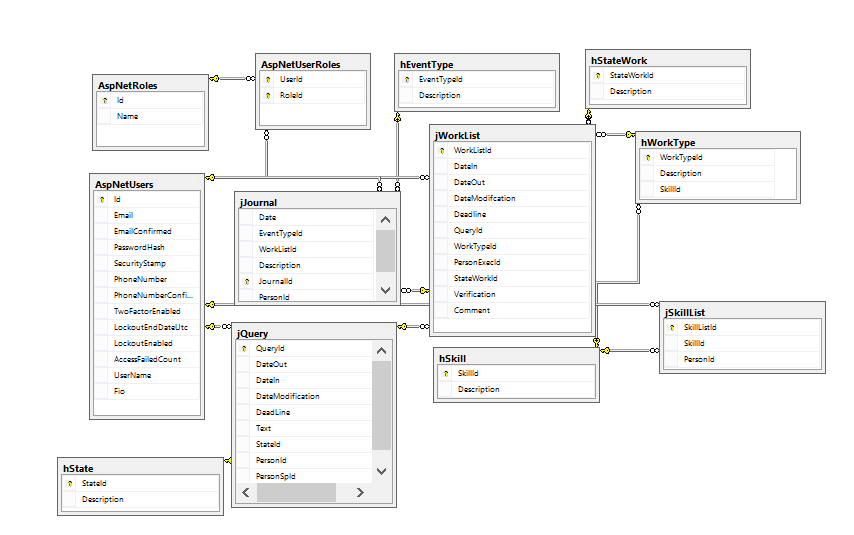 AspNetRoles
Id
Name
AspNetUserRoles
UserId
RoleId
hEventType
EventTypeId
Description
hStateWork
StateWorkId
Description
jWorkList
WorkListId
DateIn
DateOut
DateModifcation
Deadline
QueryId
WorkTypeId
PersonExecId
StateWorkId
Verification
Comment
hWorkType
WorkTypeId
Description
SkillId
AspNetUsers
Id
Email
EmailConfirmed
PasswordHash
SecurityStamp
PhoneNumber
PhoneNumberConfi...
TwoFactorEnabled
LockoutEndDateUtc
LockoutEnabled
AccessFailedCount
UserName
Fio
jJournal
Date
EventTypeId
WorkListId
Description
JournalId
PersonId
jSkillList
SkillListId
SkillId
PersonId
jQuery
QueryId
DateOut
DateIn
DateModification
DeadLine
Text
StateId
PersonId
PersonSpId
hSkill
SkillId
Description
hState
StateId
Description